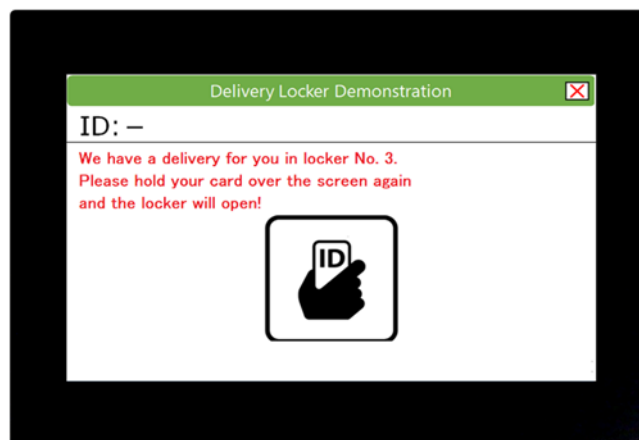 Delivery Locker Demonstration
ID: –
We have a delivery for you in locker No. 3.
Please hold your card over the screen again
and the locker will open!
ID